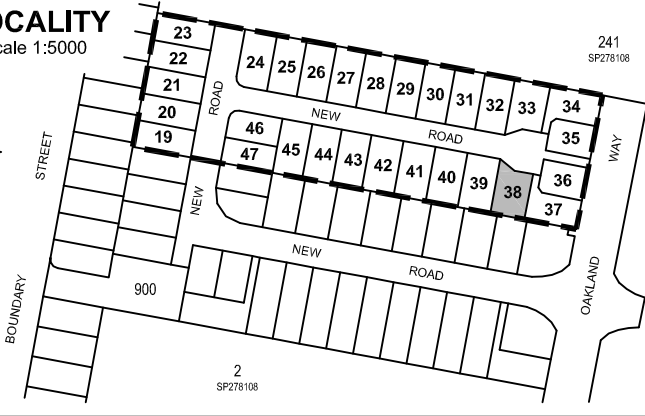 OCALITY
cale 1:5000
241
SP278108
23
22
21
20
19
24
25
26
27
28
29
30
31
32
33
34
35
ROAD
NEW
ROAD
WAY
STREET
46
47
45
44
43
42
41
40
39
38
36
37
NEW
NEW
ROAD
OAKLAND
BOUNDARY
900
2
SP278108